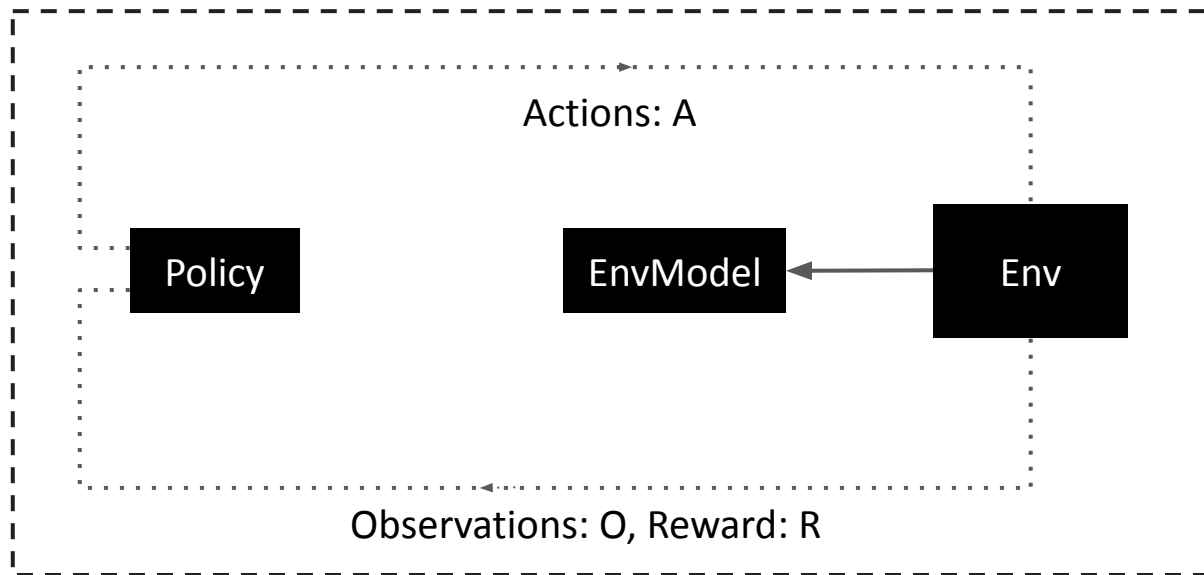 Actions: A
Policy
EnvModel
Env
Observations: O, Reward: R